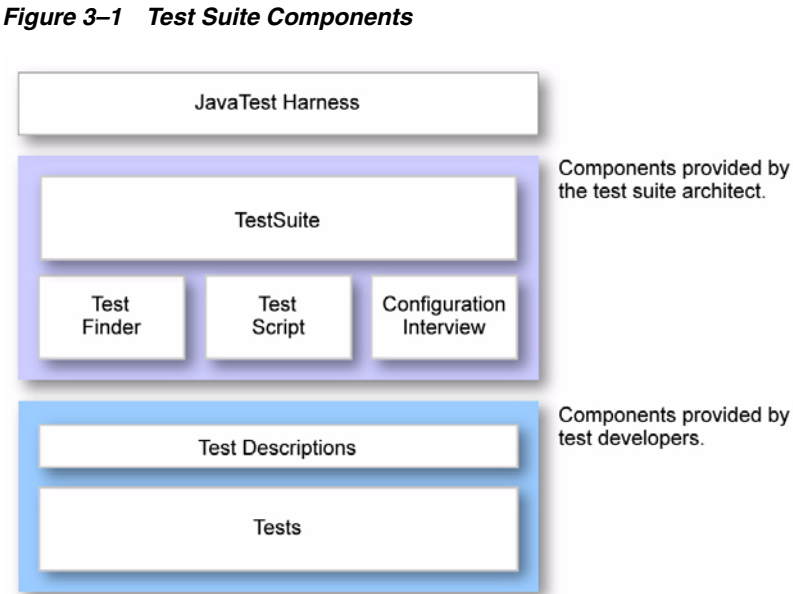 Figure 3–1 Test Suite Components
JavaTest Harness
Components provided by
the test suite architect.
TestSuite
Test
Finder
Test
Script
Configuration
Interview
Components provided by
test developers.
Test Descriptions
Tests